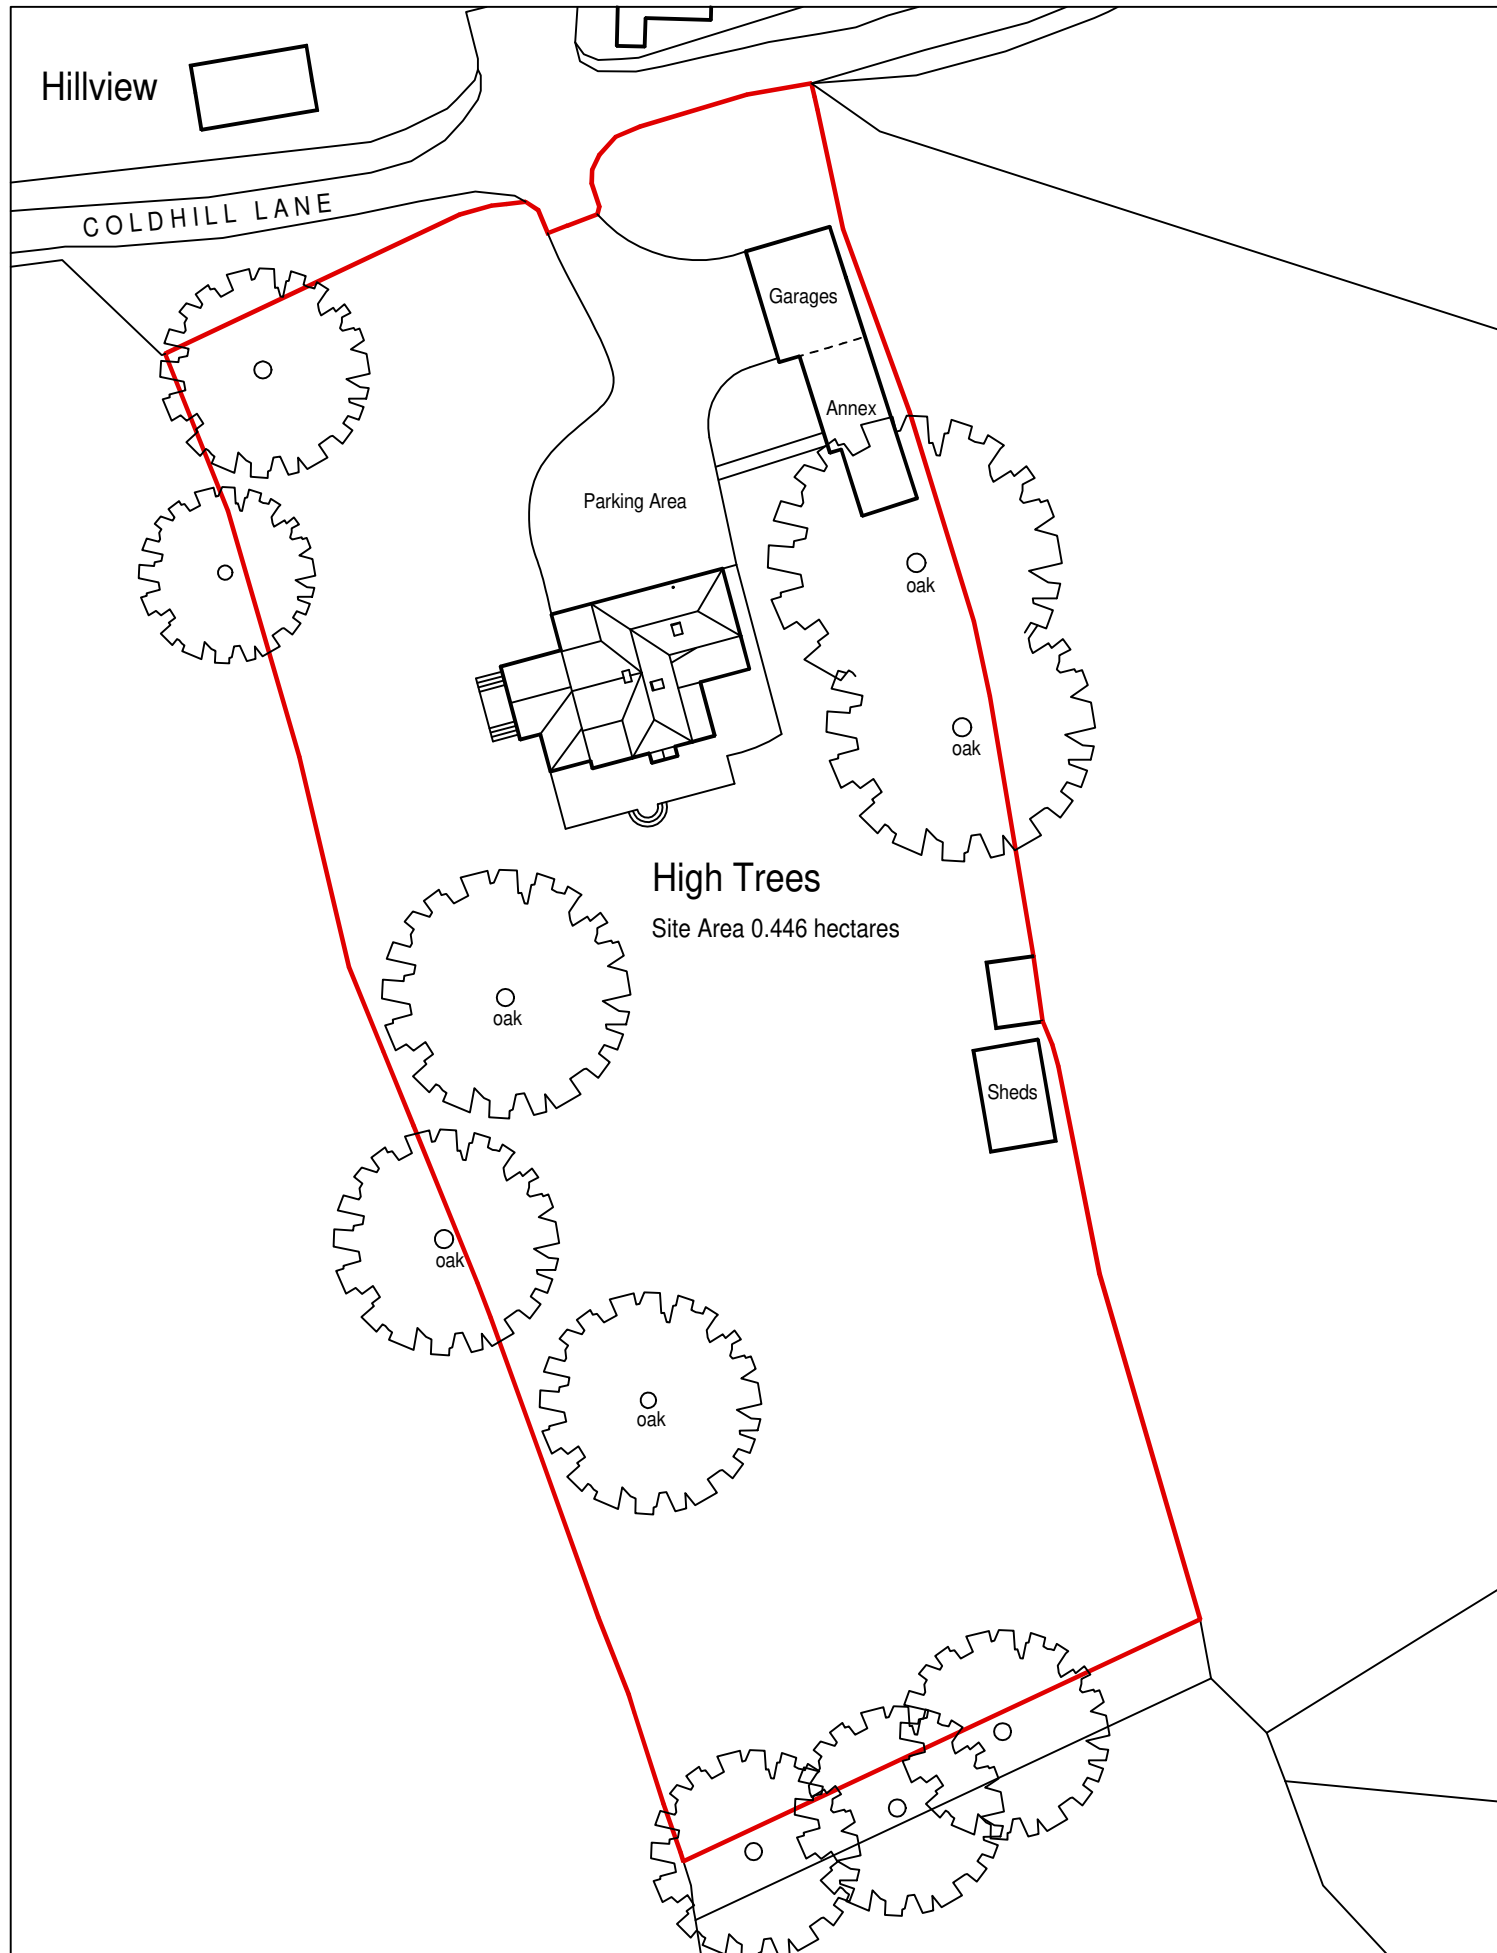 Hillview
COLDHILL LANE
Garages
Annex
Parking Area
oak
oak
High Trees
Site Area 0.446 hectares
oak
Sheds
oak
oak